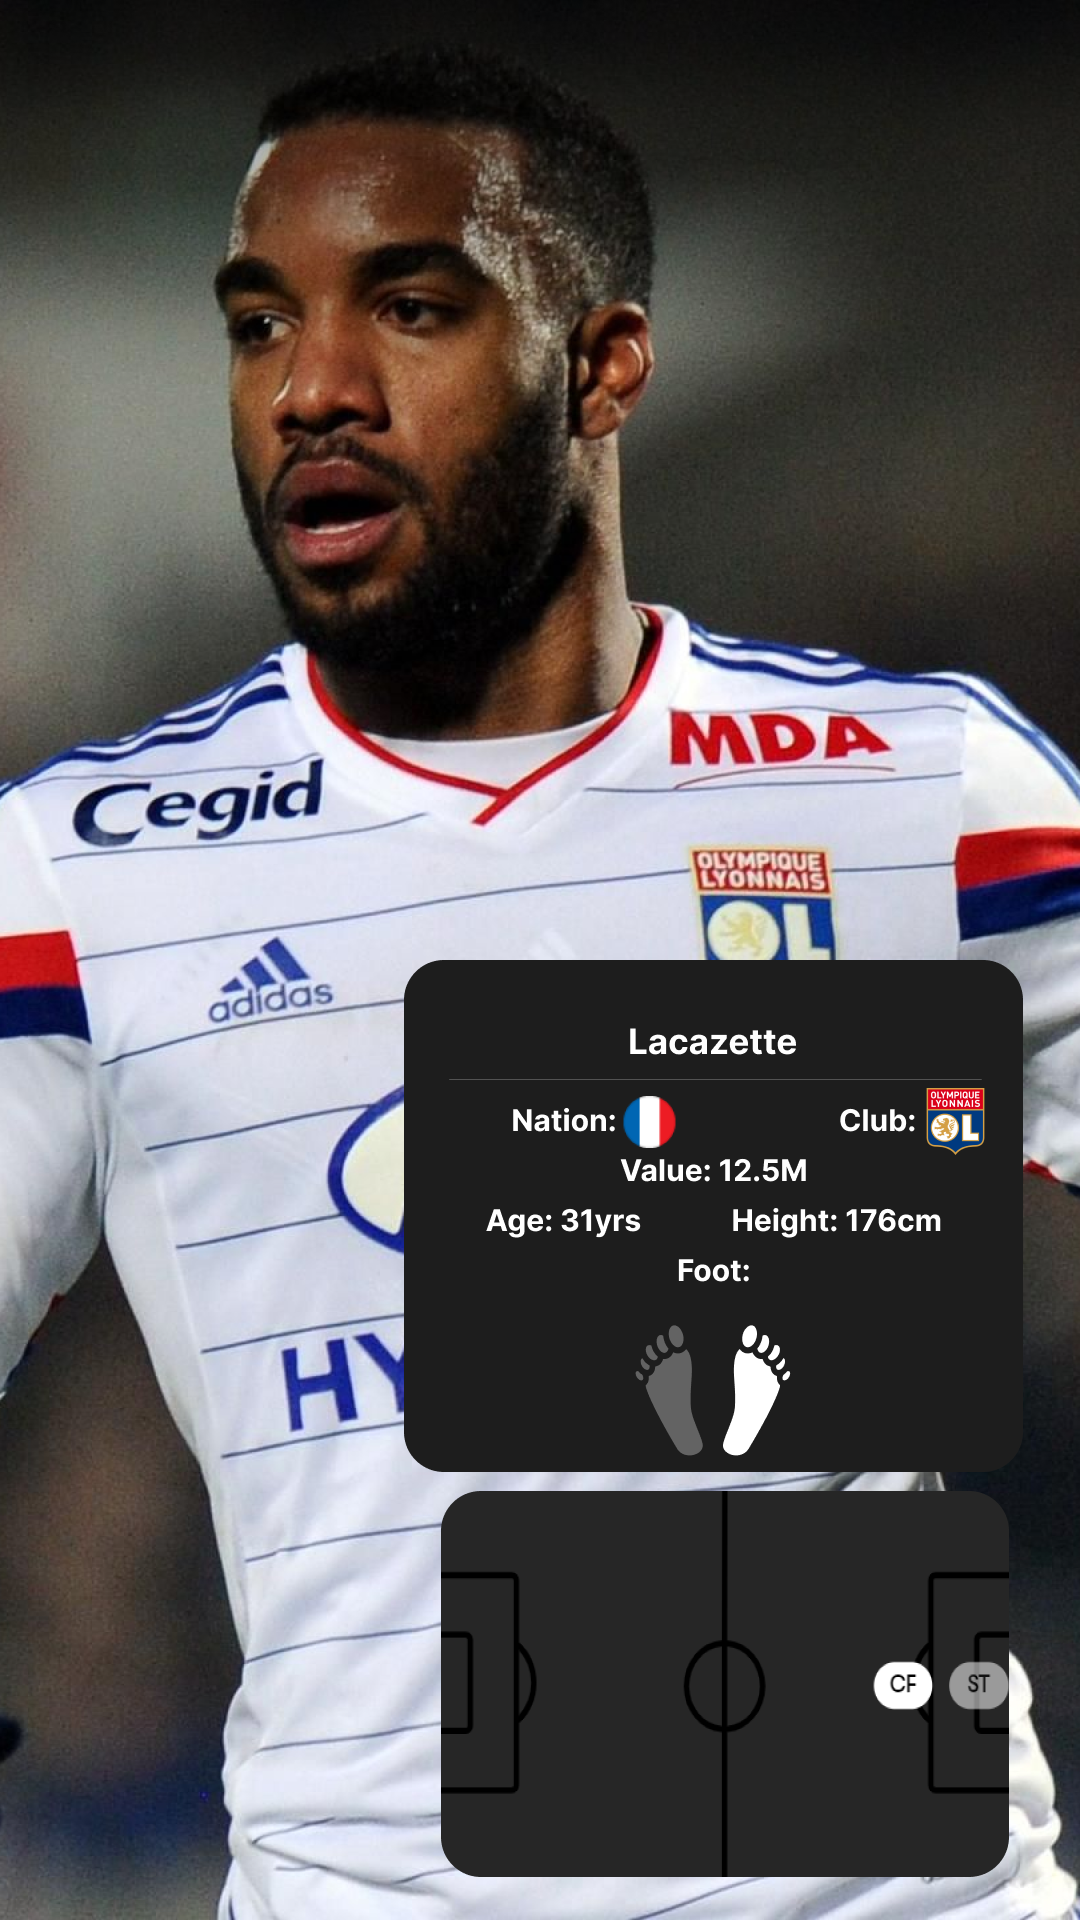 MDA
Cegid
OLYMPIQUE
LYONNAIS
OL
adidas
Lacazette
Nation:
Club:
OLYMPIQUE
LYONNAIS
OL
Value: 12.5M
Age: 31yrs
Height: 176cm
Foot:
HY
CF
ST